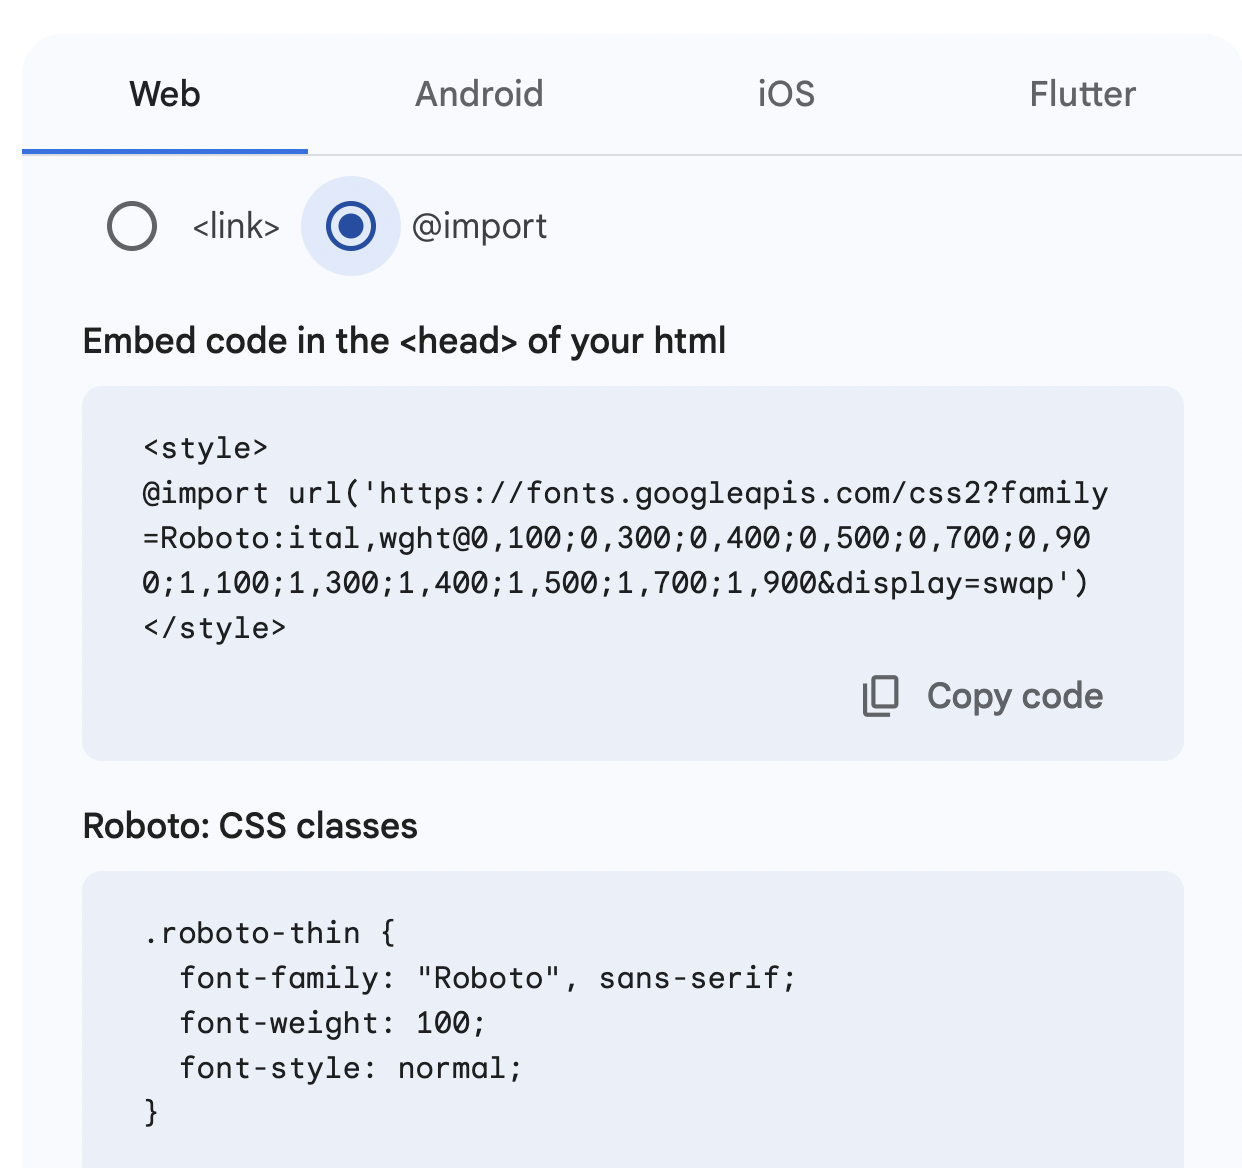 Web Android iOS Flutter
<link> @import
Embed code in the <head> of your html
<style>
@import url('https://fonts.googleapis.com/css2?family
=Roboto:ital,wght@0,100;0,300;0,400;0,500;0,700;0,90
0;1,100;1,300;1,400;1,500;1,700;1,900&display=swap')
</style>
Copy code
Roboto: CSS classes
.roboto-thin {
  font-family: "Roboto", sans-serif;
  font-weight: 100;
  font-style: normal;
}